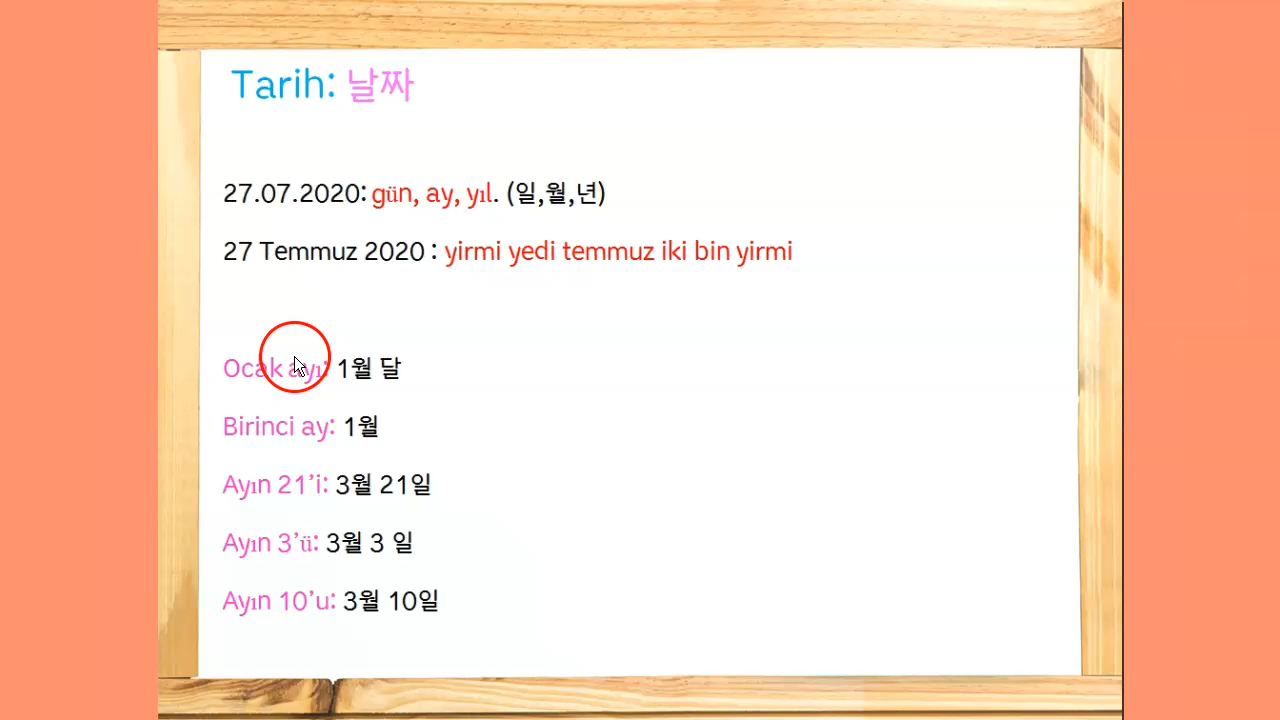 Tarih: 날짜
27.07.2020: gün, ay, yıl. (일,월,년)
27 Temmuz 2020 : yirmi yedi temmuz iki bin yirmi
Ocak ayı: 1월 달
Birinci ay: 1월
Ayın 21’i: 3월 21일
Ayın 3’ü: 3월 3 일
Ayın 10’u: 3월 10일